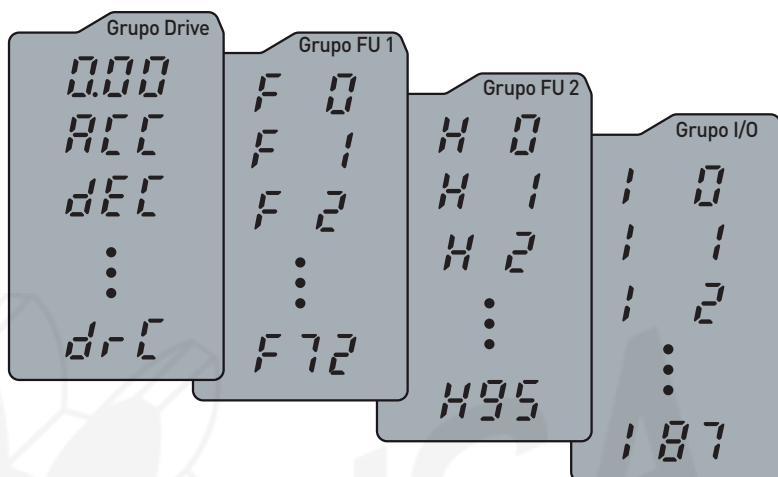 Grupo Drive
0.00
ACC
dEC
drC
Grupo FU 1
F 0
F 1
F 2
F72
Grupo FU 2
H 0
H 1
H 2
H95
Grupo I/O
I 0
I 1
I 2
I 87